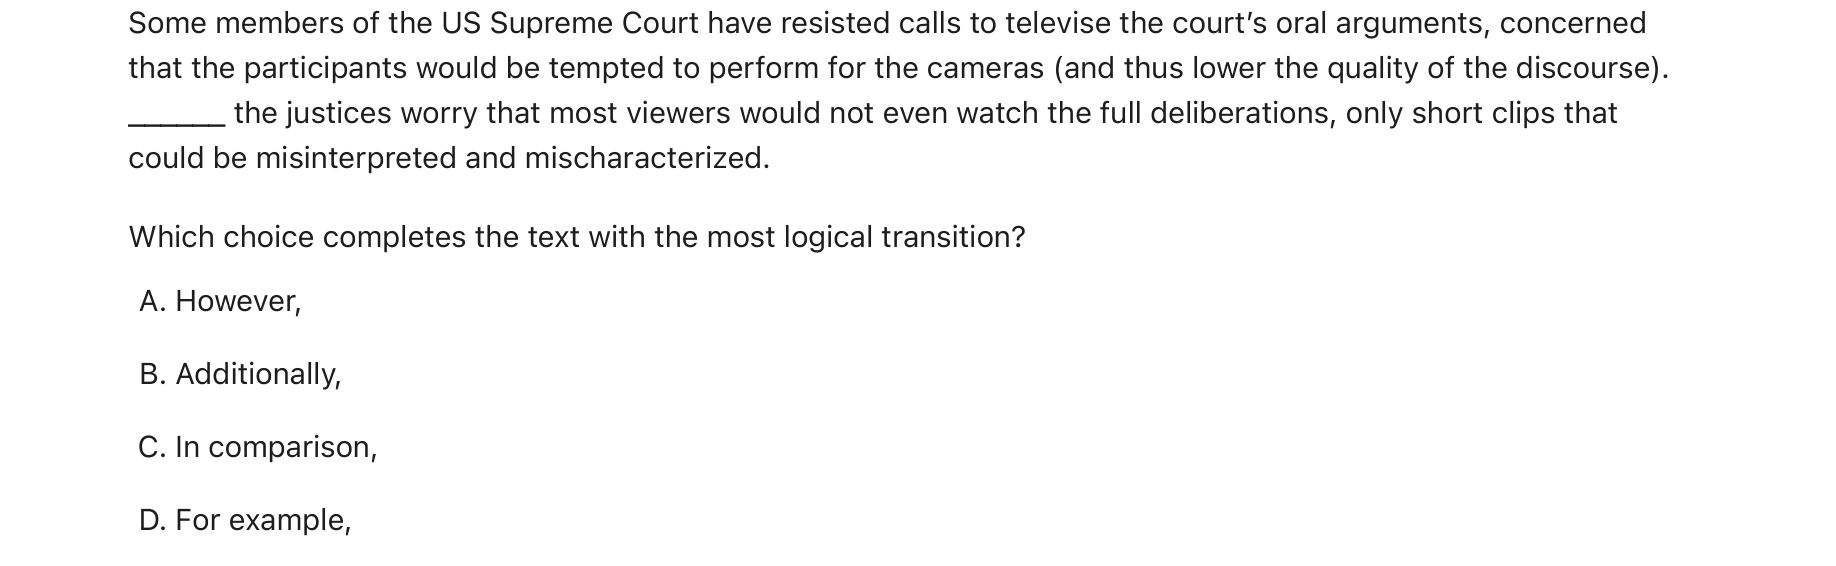 Some members of the US Supreme Court have resisted calls to televise the court’s oral arguments, concerned
that the participants would be tempted to perform for the cameras (and thus lower the quality of the discourse).
______ the justices worry that most viewers would not even watch the full deliberations, only short clips that
could be misinterpreted and mischaracterized.
Which choice completes the text with the most logical transition?
A. However,
B. Additionally,
C. In comparison,
D. For example,